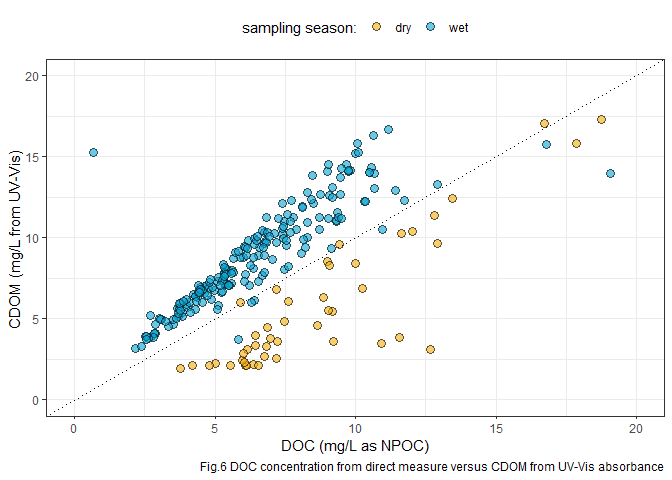 sampling season: dry wet
20
15
10
5
0
CDOM (mg/L from UV-Vis)
0 5 10 15 20
DOC (mg/L as NPOC)
Fig.6 DOC concentration from direct measure versus CDOM from UV-Vis absorbance